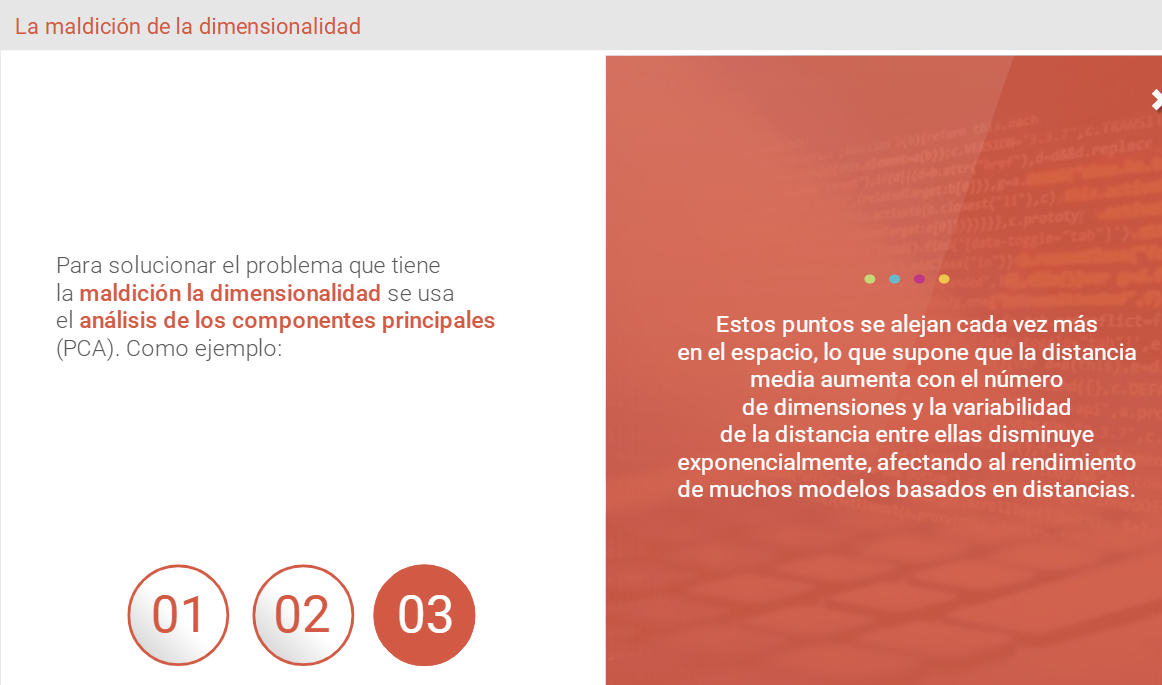 La maldición de la dimensionalidad
Para solucionar el problema que tiene
la maldición la dimensionalidad se usa
el análisis de los componentes principales
(PCA). Como ejemplo:
01
02
03
Estos puntos se alejan cada vez más
en el espacio, lo que supone que la distancia
media aumenta con el número
de dimensiones y la variabilidad
de la distancia entre ellas disminuye
exponencialmente, afectando al rendimiento
de muchos modelos basados en distancias.